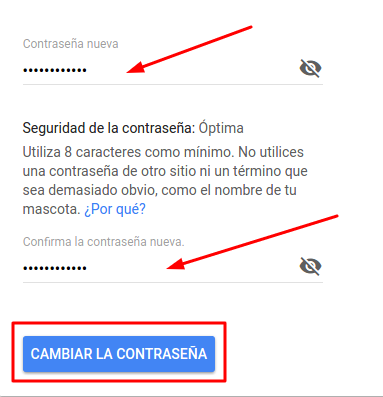 Contraseña nueva
••••••••••••
Seguridad de la contraseña: Óptima
Utiliza 8 caracteres como mínimo. No utilices
una contraseña de otro sitio ni un término que
sea demasiado obvio, como el nombre de tu
mascota. ¿Por qué?
Confirma la contraseña nueva.
••••••••••••
CAMBIAR LA CONTRASEÑA